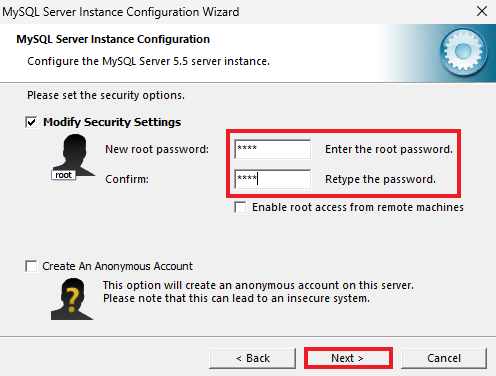 MySQL Server Instance Configuration Wizard
MySQL Server Instance Configuration
Configure the MySQL Server 5.5 server instance.
Please set the security options.
Modify Security Settings
New root password: **** Enter the root password.
root
Confirm: **** Retype the password.
Enable root access from remote machines
Create An Anonymous Account
This option will create an anonymous account on this server.
Please note that this can lead to an insecure system.
< Back Next > Cancel